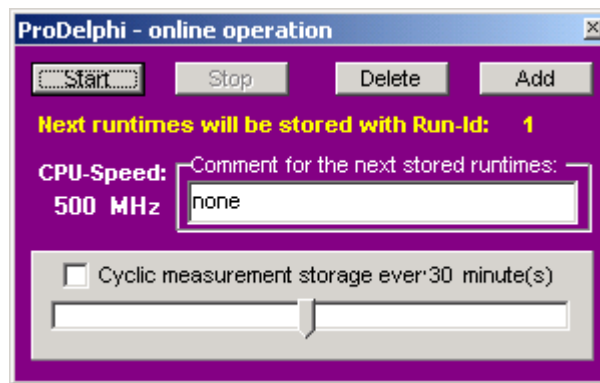 ProDelphi - online operation
Start Stop Delete Add
Next runtimes will be stored with Run-Id: 1
CPU-Speed:
500 MHz
Comment for the next stored runtimes:
none
Cyclic measurement storage ever 30 minute(s)